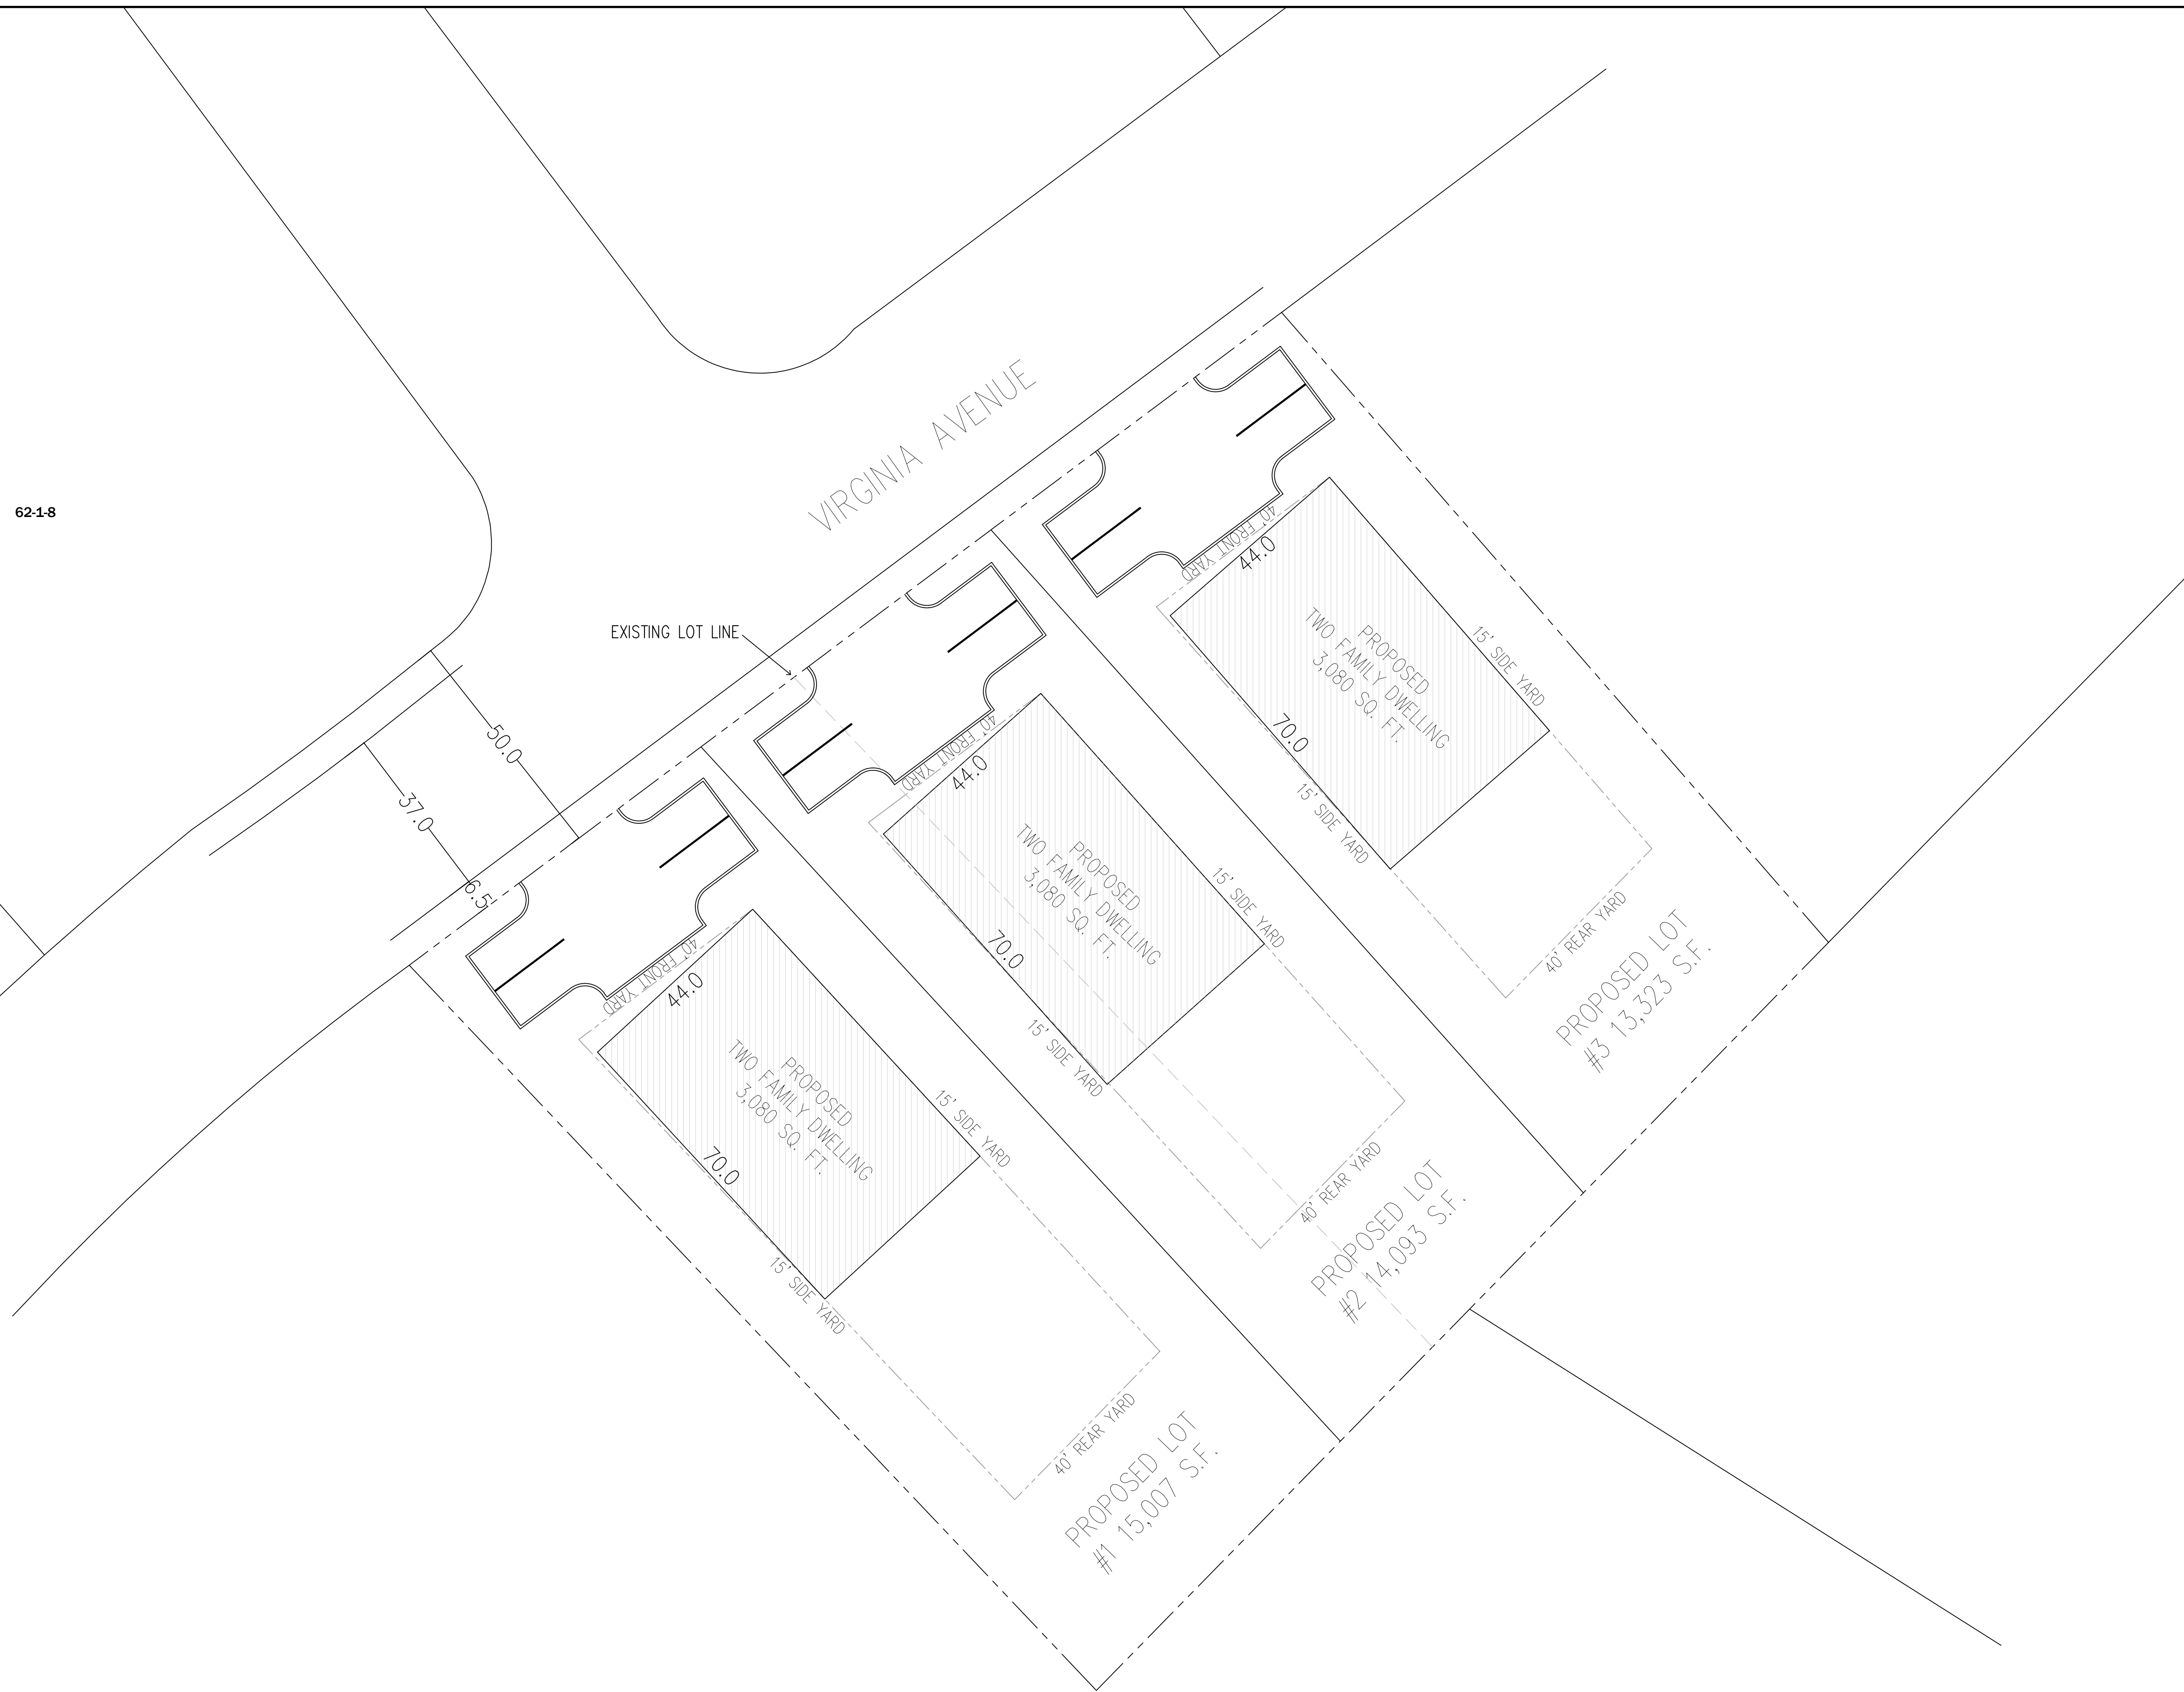 62-1-8
VIRGINIA AVENUE
EXISTING LOT LINE
50.0
37.0
6.5
40' FRONT YARD
44.0
PROPOSED
TWO FAMILY DWELLING
3,080 SQ. FT.
70.0
15' SIDE YARD
15' SIDE YARD
40' REAR YARD
PROPOSED LOT
#3 13,323 S.F.
40' FRONT YARD
44.0
PROPOSED
TWO FAMILY DWELLING
3,080 SQ. FT.
70.0
15' SIDE YARD
15' SIDE YARD
40' REAR YARD
PROPOSED LOT
#2 14,093 S.F.
40' FRONT YARD
44.0
PROPOSED
TWO FAMILY DWELLING
3,080 SQ. FT.
70.0
15' SIDE YARD
15' SIDE YARD
40' REAR YARD
PROPOSED LOT
#1 15,007 S.F.